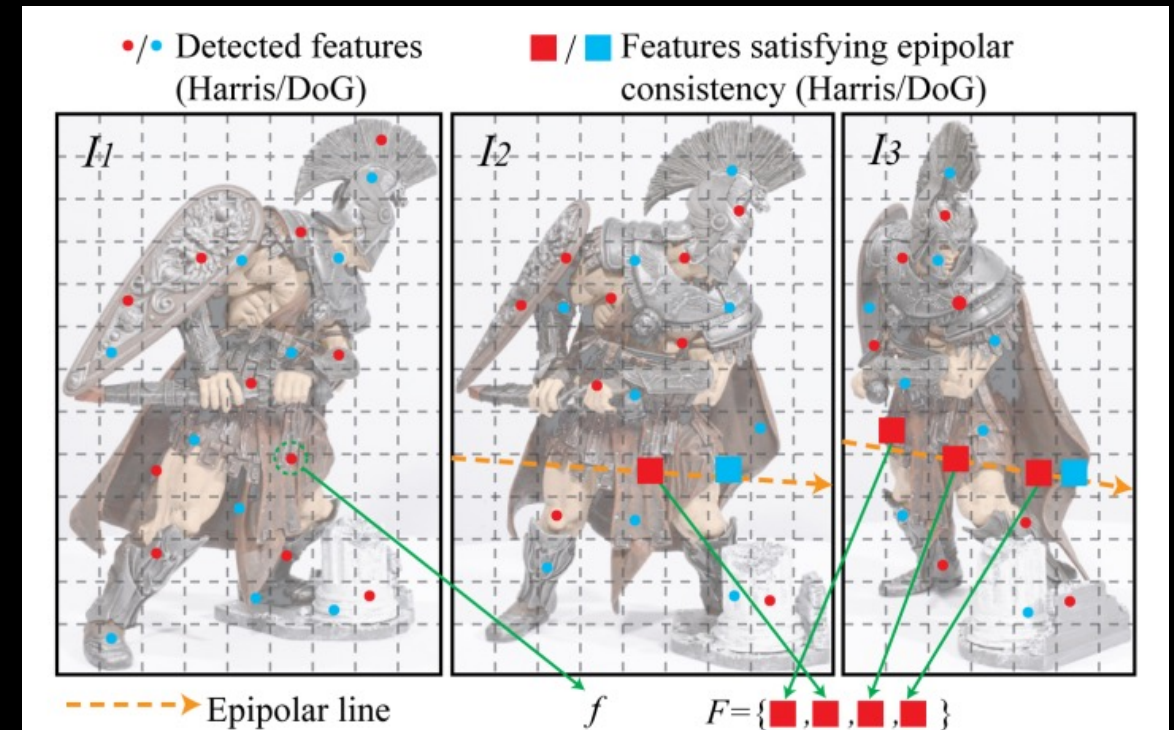 •/• Detected features
(Harris/DoG)
■ / ■ Features satisfying epipolar
consistency (Harris/DoG)
I1
I2
I3
Epipolar line
f
F={■,■,■,■}